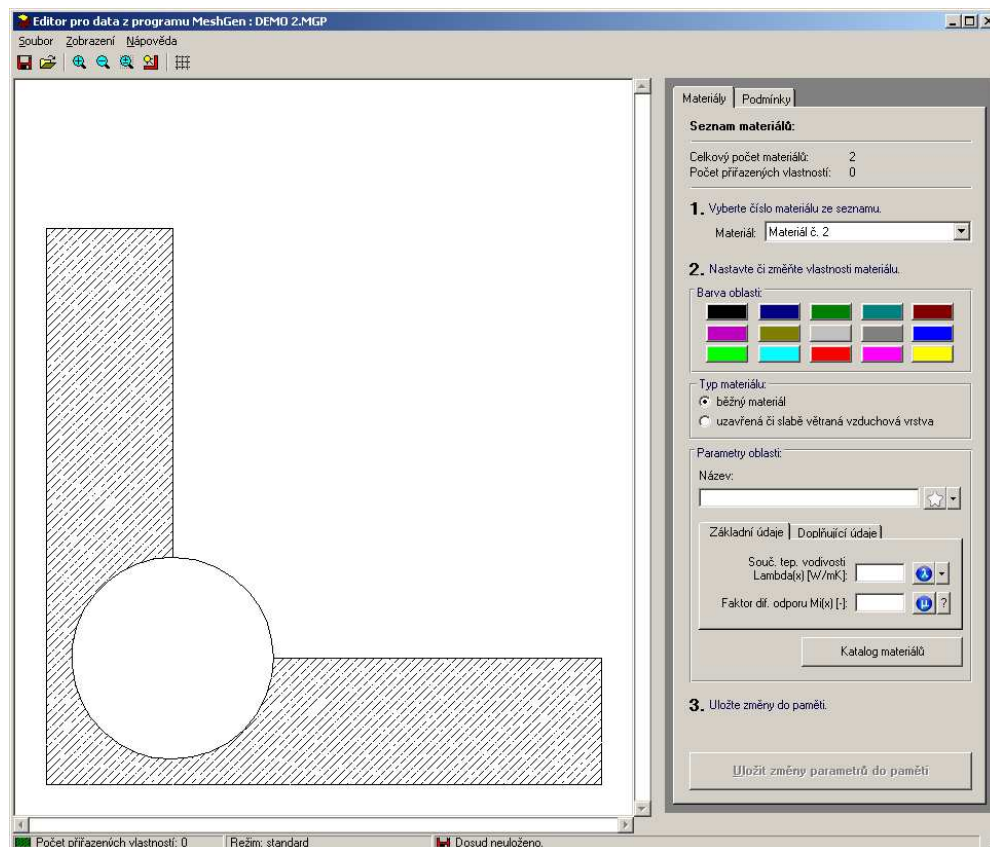 Editor pro data z programu MeshGen : DEMO 2.MGP
Soubor Zobrazení Nápověda
Materiály Podmínky
Seznam materiálů:
Celkový počet materiálů: 2
Počet přiřazených vlastností: 0
1. Vyberte číslo materiálu ze seznamu.
Materiál: Materiál č. 2
2. Nastavte či změňte vlastnosti materiálu.
Barva oblasti:
Typ materiálu:
běžný materiál
uzavřená či slabě větraná vzduchová vrstva
Parametry oblasti:
Název:
Základní údaje Doplňující údaje
Souč. tep. vodivosti
Lambda(x) [W/mK]: λ
Faktor dif. odporu Mi(x) [-]: μ ?
Katalog materiálů
3. Uložte změny do paměti.
Uložit změny parametrů do paměti
Počet přiřazených vlastností: 0 Režim: standard Dosud neuloženo.